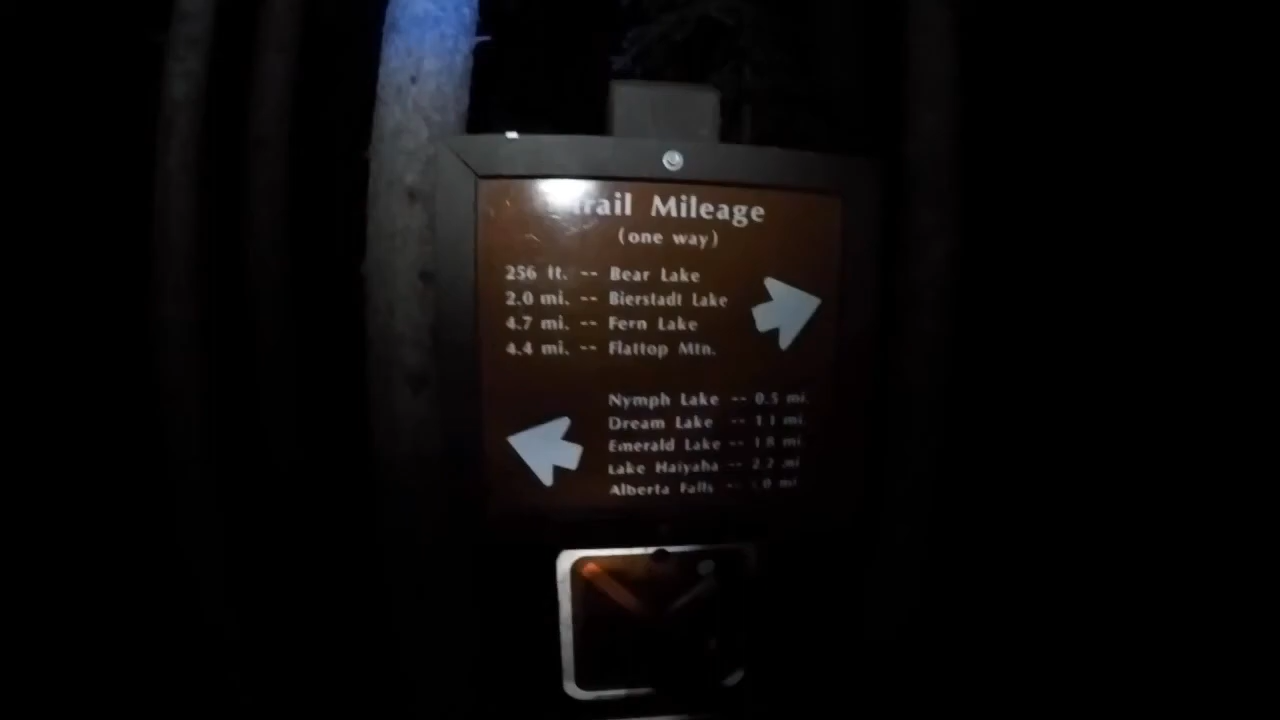 Trail Mileage
(one way)
256 ft. -- Bear Lake
2.0 mi. -- Bierstadt Lake
4.7 mi. -- Fern Lake
4.4 mi. -- Flattop Mtn.
Nymph Lake -- 0.5 mi.
Dream Lake -- 1.1 mi.
Emerald Lake -- 1.8 mi.
Lake Haiyaha -- 2.2 mi
Alberta Falls -- mi